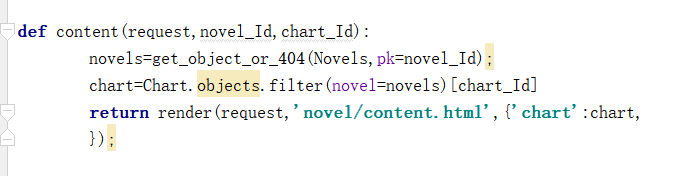 def content(request,novel_Id,chart_Id):
novels=get_object_or_404(Novels,pk=novel_Id);
chart=Chart.objects.filter(novel=novels)[chart_Id]
return render(request,'novel/content.html',{'chart':chart,
});